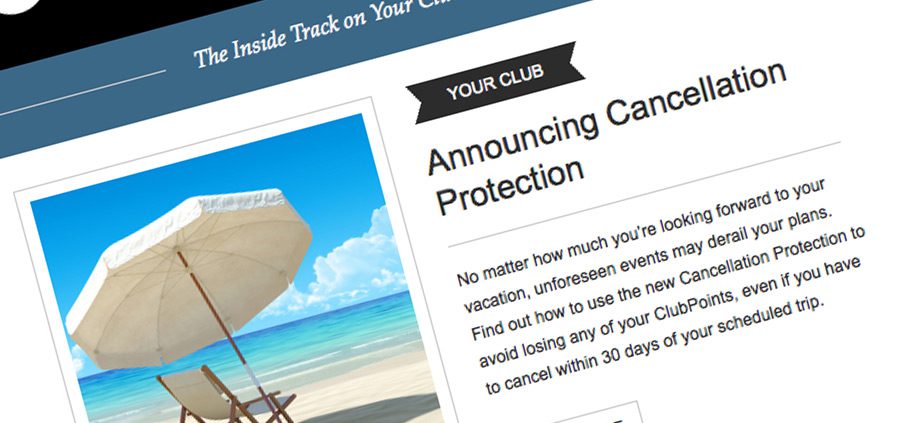 The Inside Track on Your
YOUR CLUB
Announcing Cancellation
Protection
No matter how much you're looking forward to your
vacation, unforeseen events may derail your plans.
Find out how to use the new Cancellation Protection to
avoid losing any of your ClubPoints, even if you have
to cancel within 30 days of your scheduled trip.